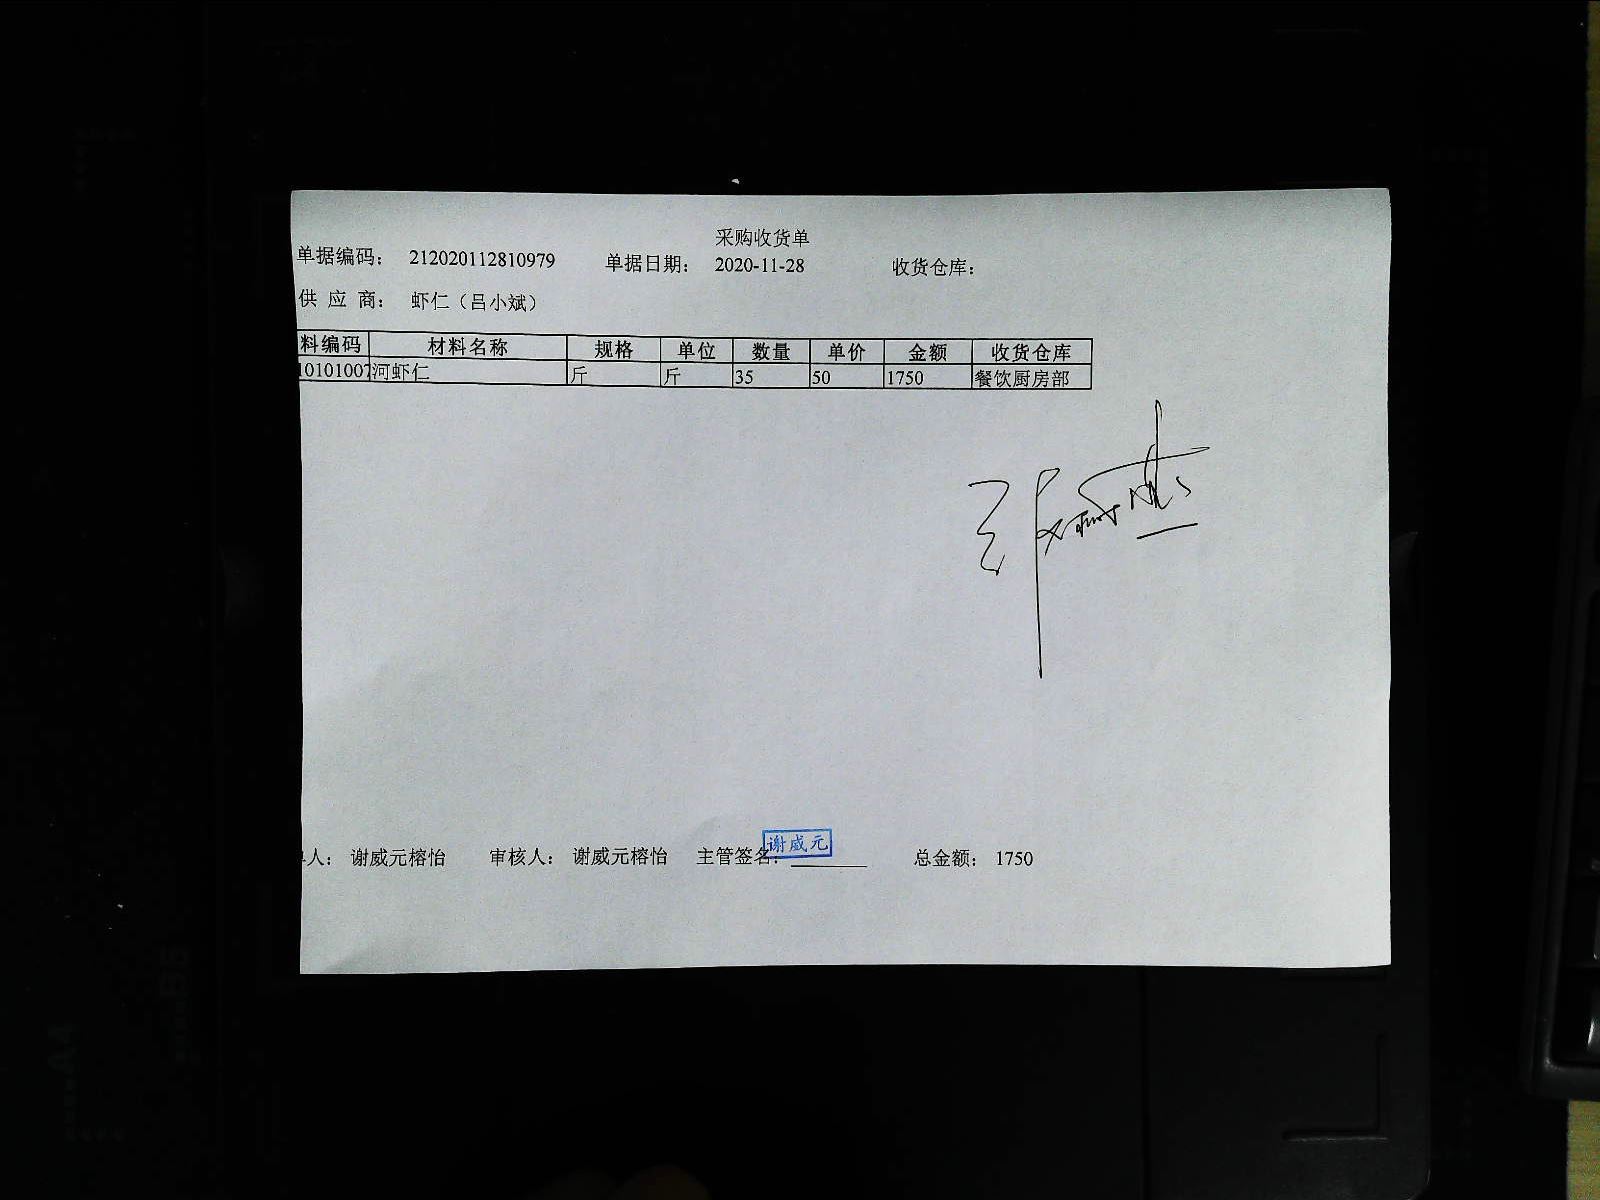 采购收货单
单据编码： 212020112810979 单据日期： 2020-11-28 收货仓库：
供 应 商： 虾仁（吕小斌）
料编码 材料名称 规格 单位 数量 单价 金额 收货仓库
10101007 河虾仁 斤 斤 35 50 1750 餐饮厨房部
人： 谢威元榕怡 审核人： 谢威元榕怡 主管签名： 谢威元 总金额： 1750